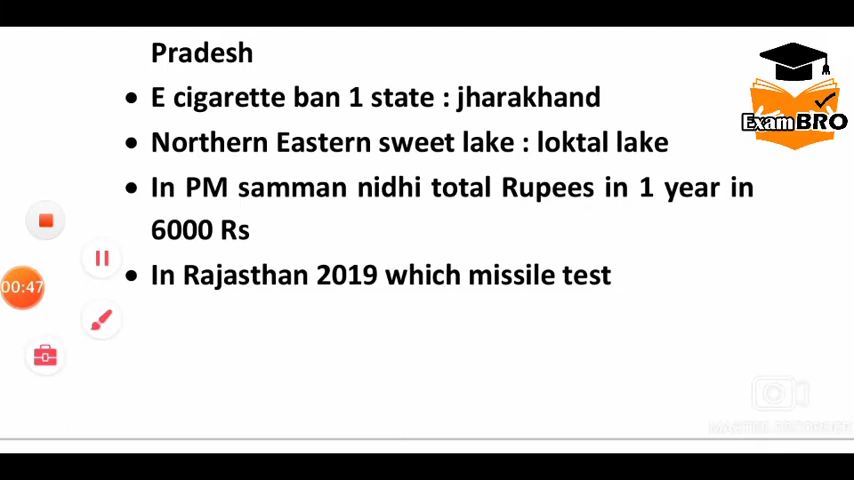 Pradesh
E cigarette ban 1 state : jharakhand
Northern Eastern sweet lake : loktal lake
In PM samman nidhi total Rupees in 1 year in
6000 Rs
In Rajasthan 2019 which missile test
ExamBRO
00:47